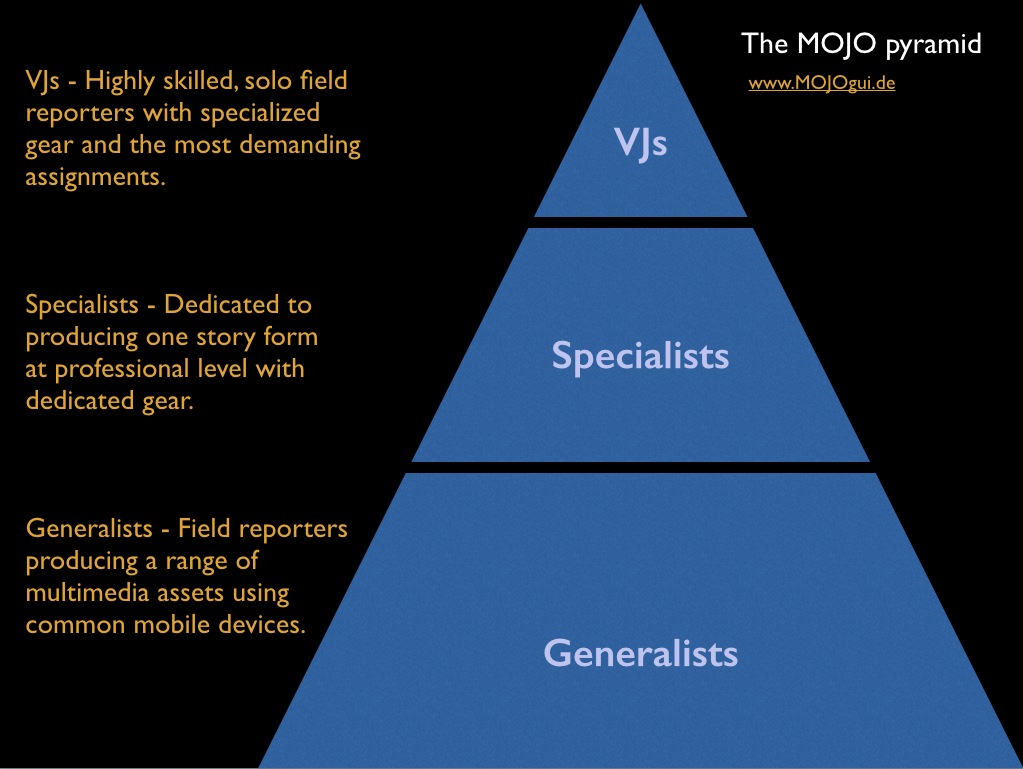 The MOJO pyramid
www.MOJOgui.de
VJs - Highly skilled, solo field
reporters with specialized
gear and the most demanding
assignments.
VJs
Specialists - Dedicated to
producing one story form
at professional level with
dedicated gear.
Specialists
Generalists - Field reporters
producing a range of
multimedia assets using
common mobile devices.
Generalists